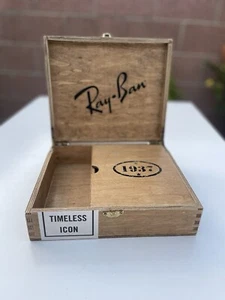 Ray-Ban
1937
TIMELESS
ICON